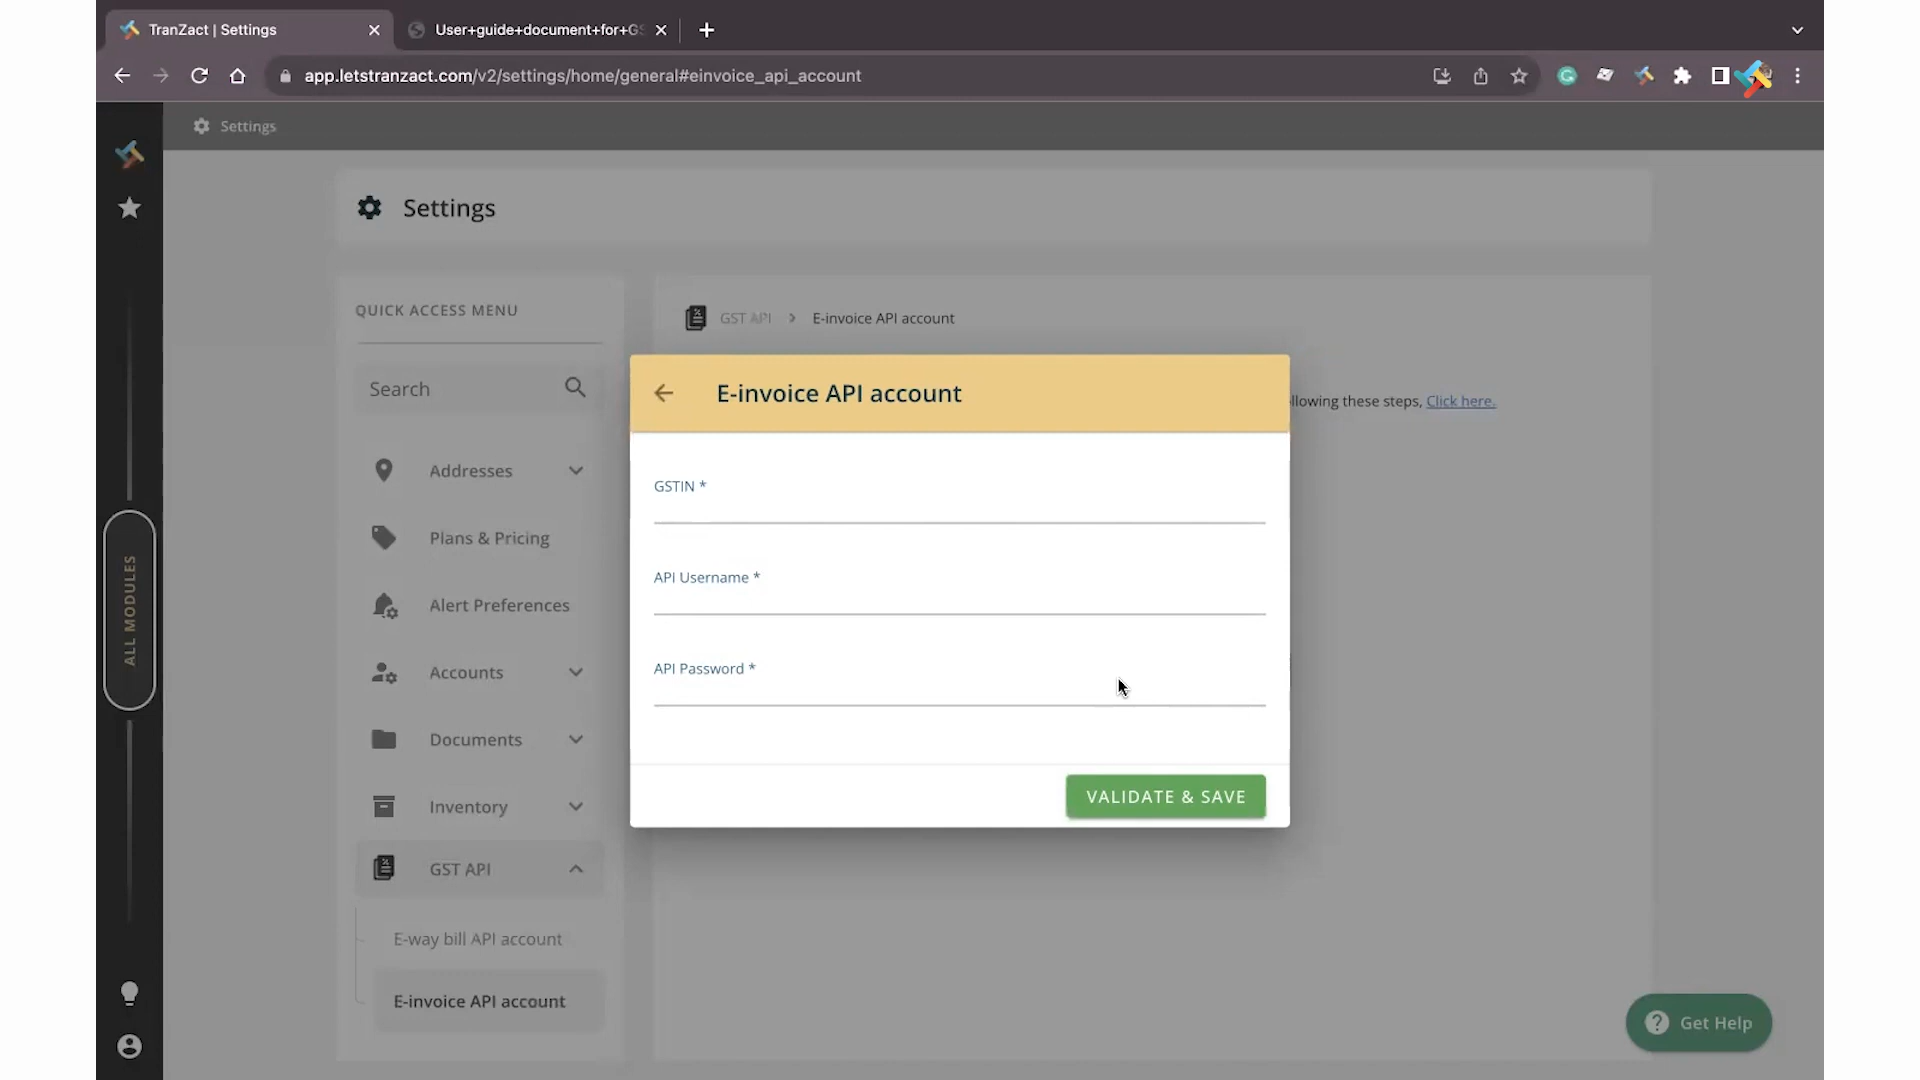 TranZact | Settings
User+guide+document+for+GS
app.letstranzact.com/v2/settings/home/general#einvoice_api_account
Settings
Settings
QUICK ACCESS MENU
Search
Addresses
Plans & Pricing
Alert Preferences
Accounts
Documents
Inventory
GST API
E-way bill API account
E-invoice API account
ALL MODULES
GST API > E-invoice API account
llowing these steps, Click here.
E-invoice API account
GSTIN *
API Username *
API Password *
VALIDATE & SAVE
Get Help